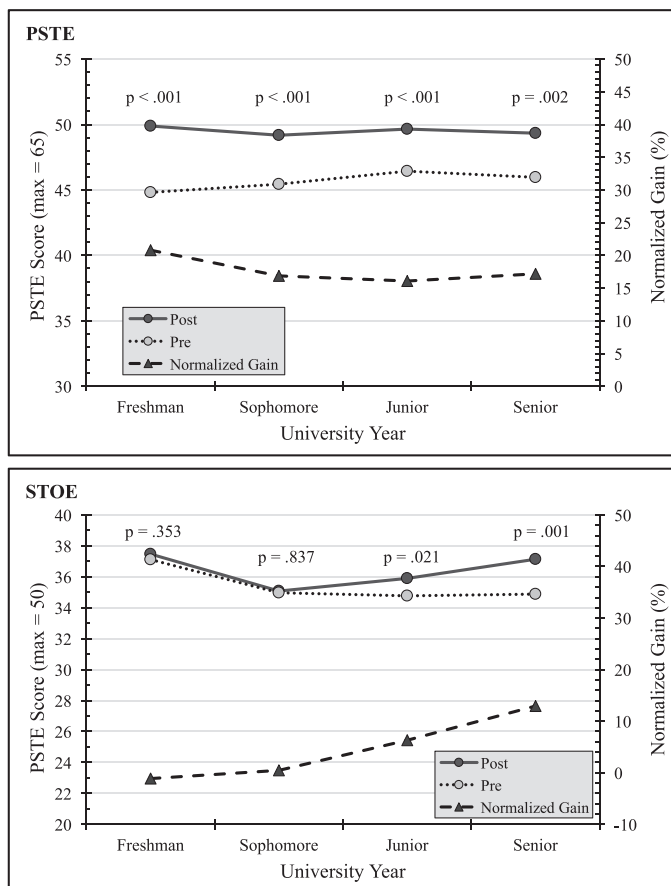 PSTE
55
50
45
40
35
30
PSTE Score (max = 65)
p < .001
p < .001
p < .001
p = .002
50
45
40
35
30
25
20
15
10
5
0
Normalized Gain (%)
Post
Pre
Normalized Gain
Freshman Sophomore Junior Senior
University Year
STOE
40
38
36
34
32
30
28
26
24
22
20
PSTE Score (max = 50)
p = .353
p = .837
p = .021
p = .001
50
40
30
20
10
0
-10
Normalized Gain (%)
Post
Pre
Normalized Gain
Freshman Sophomore Junior Senior
University Year